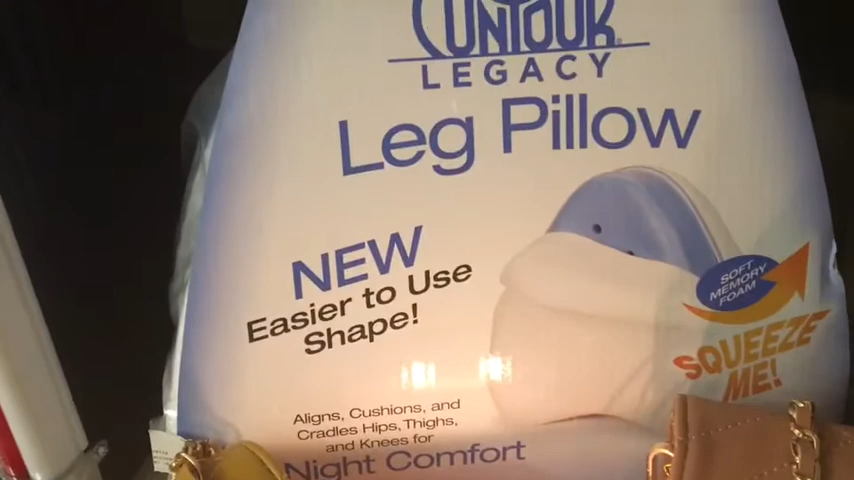 CONTOUR
LEGACY
Leg Pillow
NEW
Easier to Use
Shape!
SOFT
MEMORY
FOAM
SQUEEZE
ME!
Aligns, Cushions, and
Cradles Hips, Thighs,
and Knees for
Night Comfort